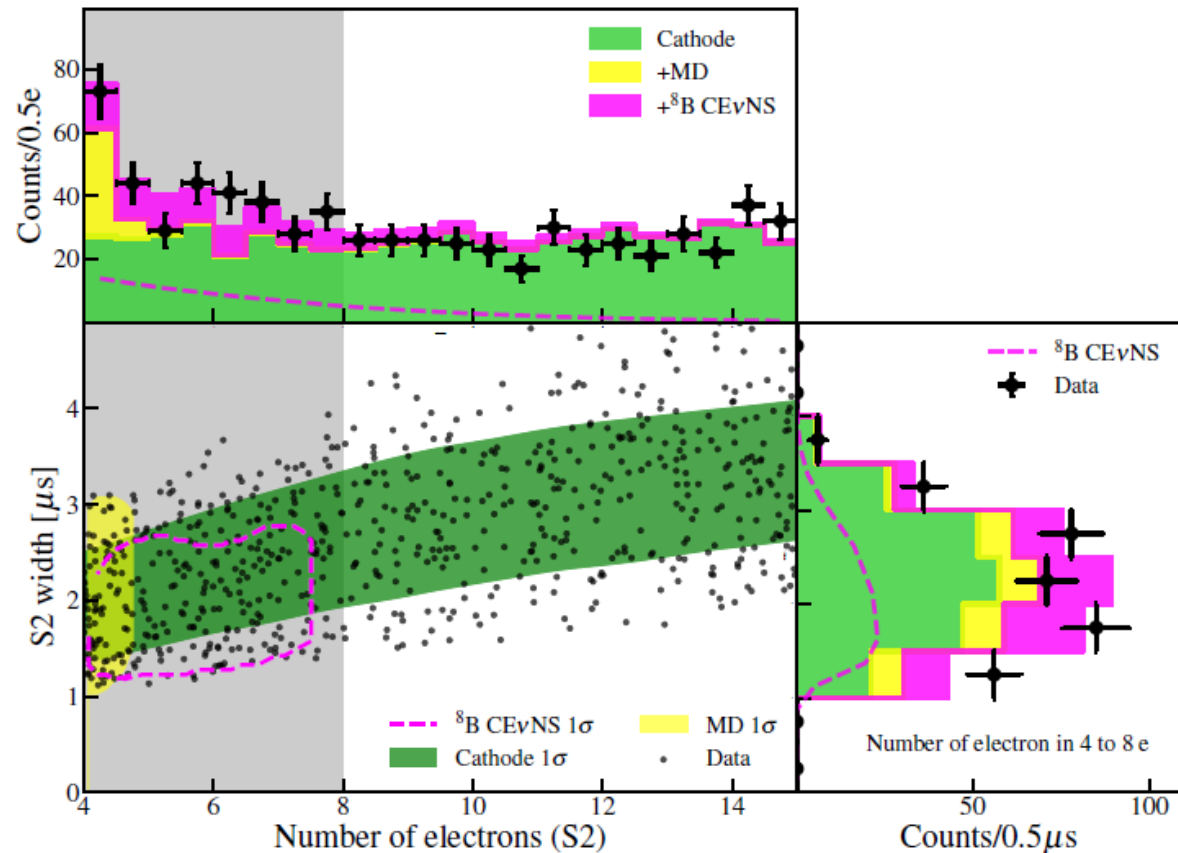 Counts/0.5e
80
60
40
20
Cathode
+MD
+⁸B CEνNS
S2 width [μs]
4
3
2
1
0
⁸B CEνNS 1σ
MD 1σ
Cathode 1σ
Data
4
6
8
10
12
14
Number of electrons (S2)
⁸B CEνNS
Data
Number of electron in 4 to 8 e
50
100
Counts/0.5μs